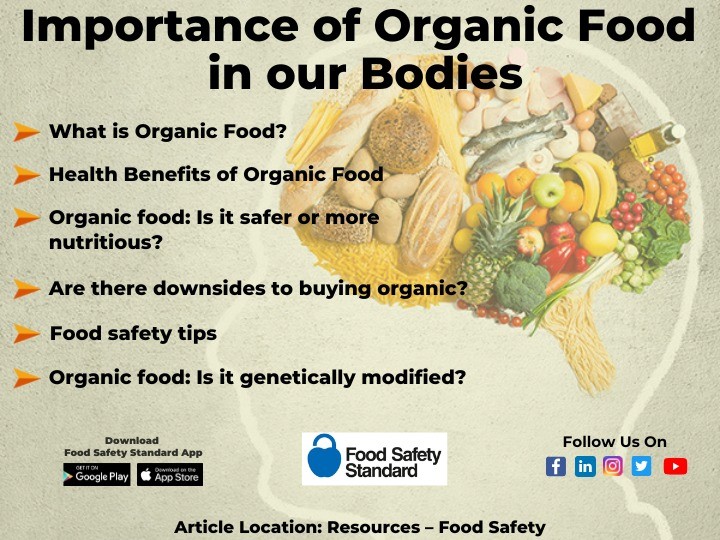 Importance of Organic Food
in our Bodies
What is Organic Food?
Health Benefits of Organic Food
Organic food: Is it safer or more
nutritious?
Are there downsides to buying organic?
Food safety tips
Organic food: Is it genetically modified?
Download
Food Safety Standard App
GET IT ON
Google Play
Download on the
App Store
Food Safety
Standard
Follow Us On
Article Location: Resources – Food Safety